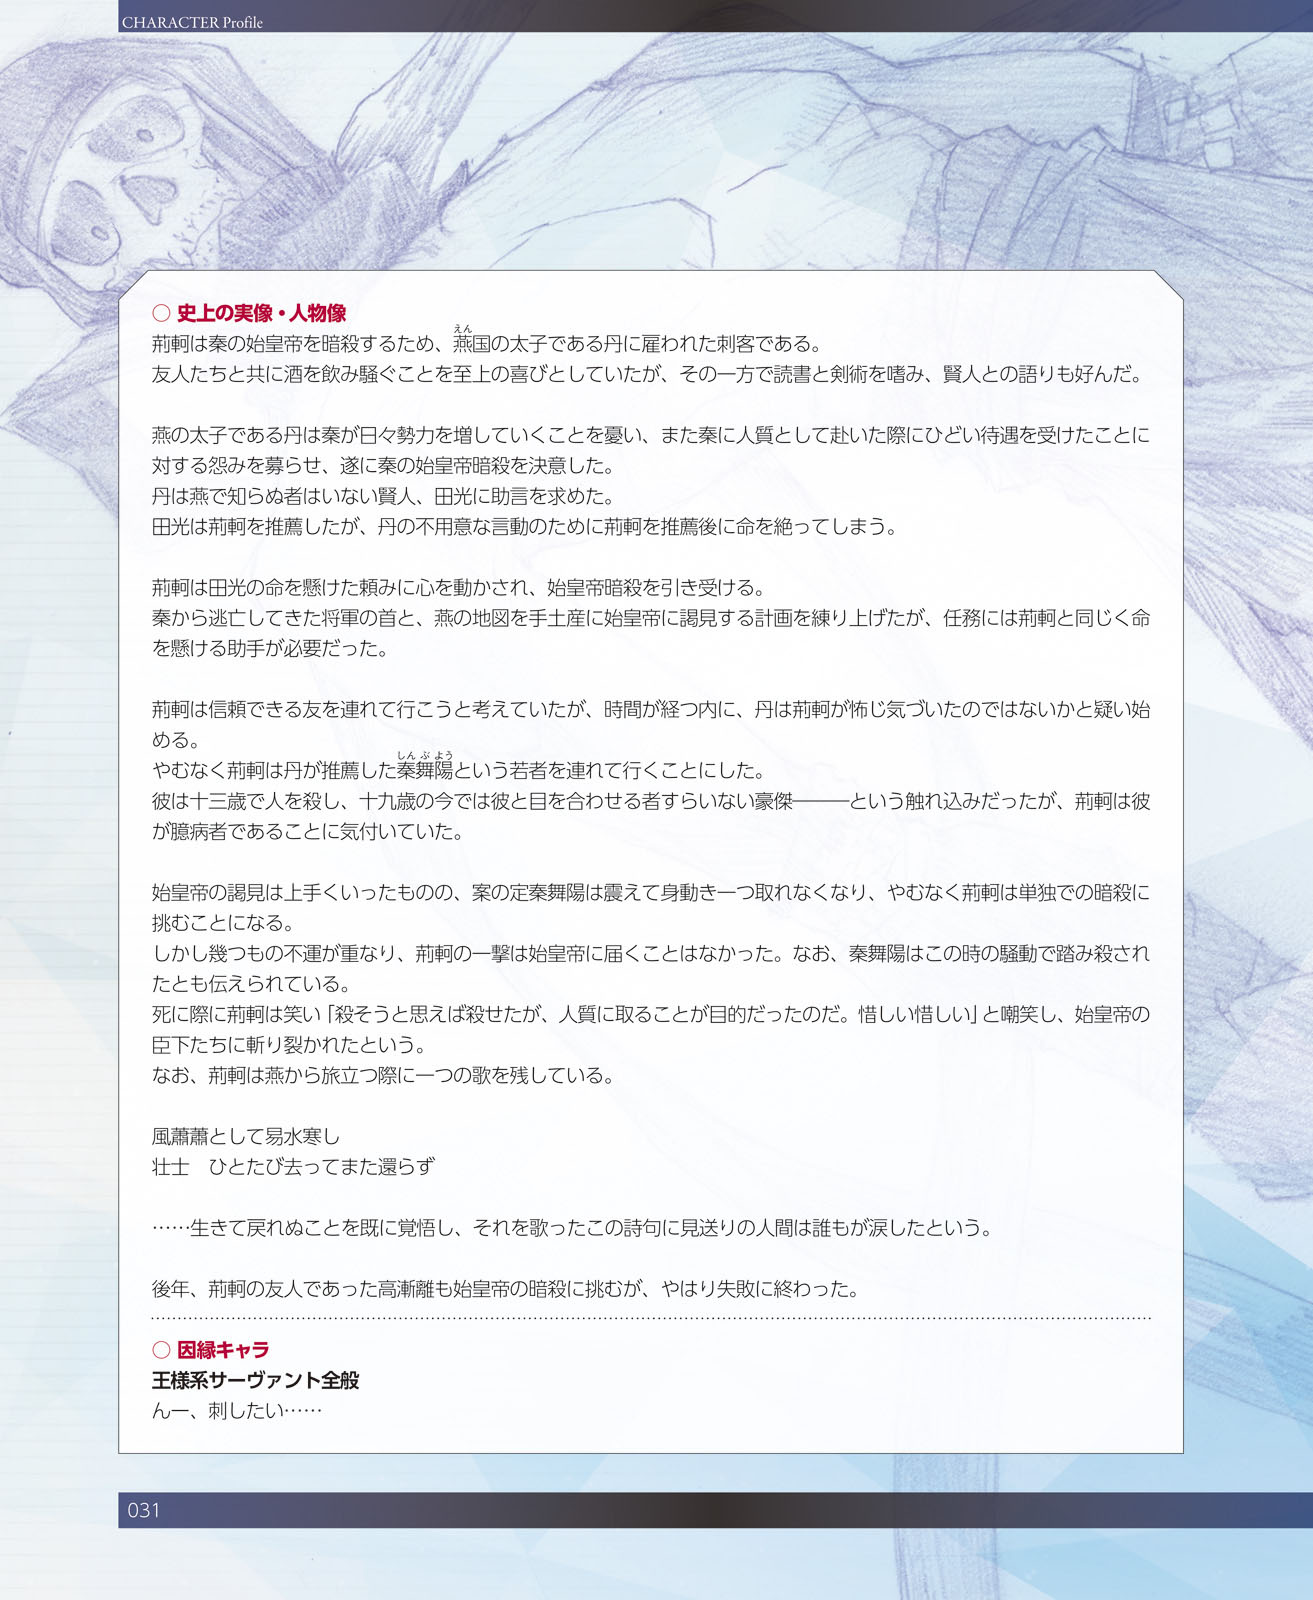 CHARACTER Profile
○ 史上の実像・人物像
荊軻は秦の始皇帝を暗殺するため、燕国の太子である丹に雇われた刺客である。
えん
友人たちと共に酒を飲み騒ぐことを至上の喜びとしていたが、その一方で読書と剣術を嗜み、賢人との語りも好んだ。
燕の太子である丹は秦が日々勢力を増していくことを憂い、また秦に人質として赴いた際にひどい待遇を受けたことに
対する怨みを募らせ、遂に秦の始皇帝暗殺を決意した。
丹は燕で知らぬ者はいない賢人、田光に助言を求めた。
田光は荊軻を推薦したが、丹の不用意な言動のために荊軻を推薦後に命を絶ってしまう。
荊軻は田光の命を懸けた頼みに心を動かされ、始皇帝暗殺を引き受ける。
秦から逃亡してきた将軍の首と、燕の地図を手土産に始皇帝に謁見する計画を練り上げたが、任務には荊軻と同じく命
を懸ける助手が必要だった。
荊軻は信頼できる友を連れて行こうと考えていたが、時間が経つ内に、丹は荊軻が怖じ気づいたのではないかと疑い始
める。
やむなく荊軻は丹が推薦した秦舞陽という若者を連れて行くことにした。
しん ぶ よう
彼は十三歳で人を殺し、十九歳の今では彼と目を合わせる者すらいない豪傑―――という触れ込みだったが、荊軻は彼
が臆病者であることに気付いていた。
始皇帝の謁見は上手くいったものの、案の定秦舞陽は震えて身動き一つ取れなくなり、やむなく荊軻は単独での暗殺に
挑むことになる。
しかし幾つもの不運が重なり、荊軻の一撃は始皇帝に届くことはなかった。なお、秦舞陽はこの時の騒動で踏み殺され
たとも伝えられている。
死に際に荊軻は笑い「殺そうと思えば殺せたが、人質に取ることが目的だったのだ。惜しい惜しい」と嘲笑し、始皇帝の
臣下たちに斬り裂かれたという。
なお、荊軻は燕から旅立つ際に一つの歌を残している。
風蕭蕭として易水寒し
壮士　ひとたび去ってまた還らず
……生きて戻れぬことを既に覚悟し、それを歌ったこの詩句に見送りの人間は誰もが涙したという。
後年、荊軻の友人であった高漸離も始皇帝の暗殺に挑むが、やはり失敗に終わった。
○ 因縁キャラ
王様系サーヴァント全般
んー、刺したい……
031